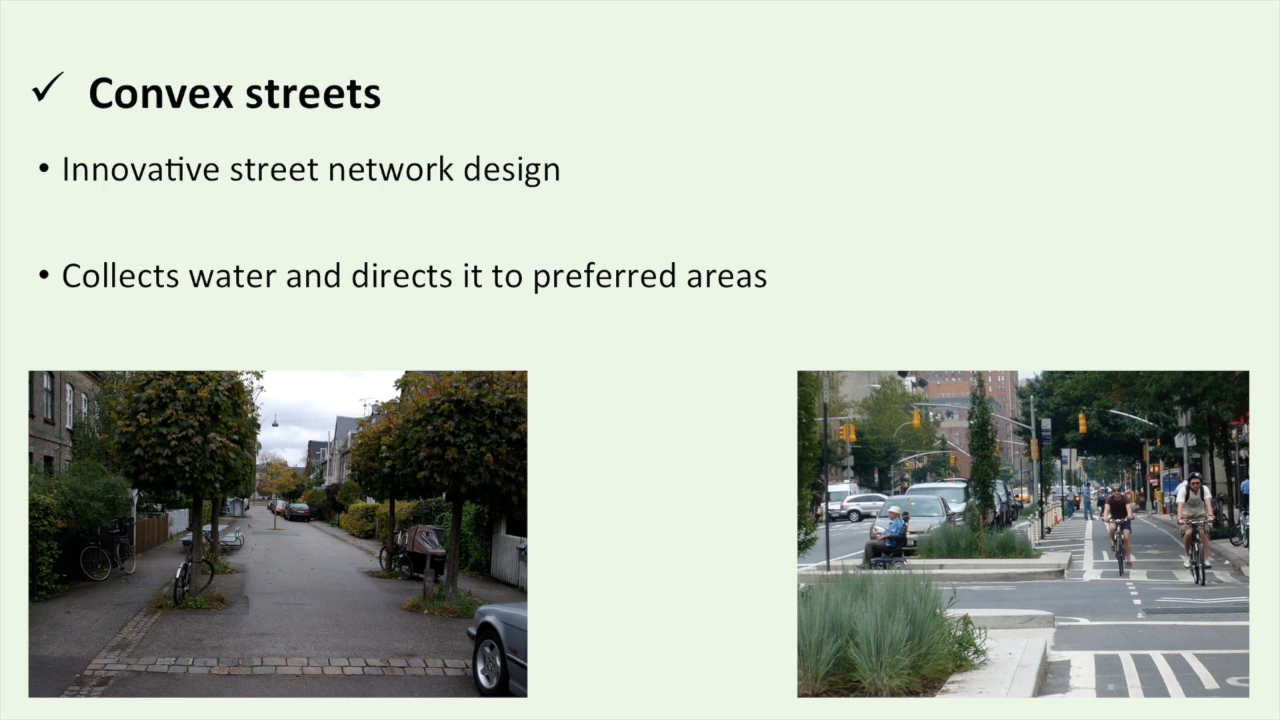 ✓ Convex streets
• Innovative street network design
• Collects water and directs it to preferred areas